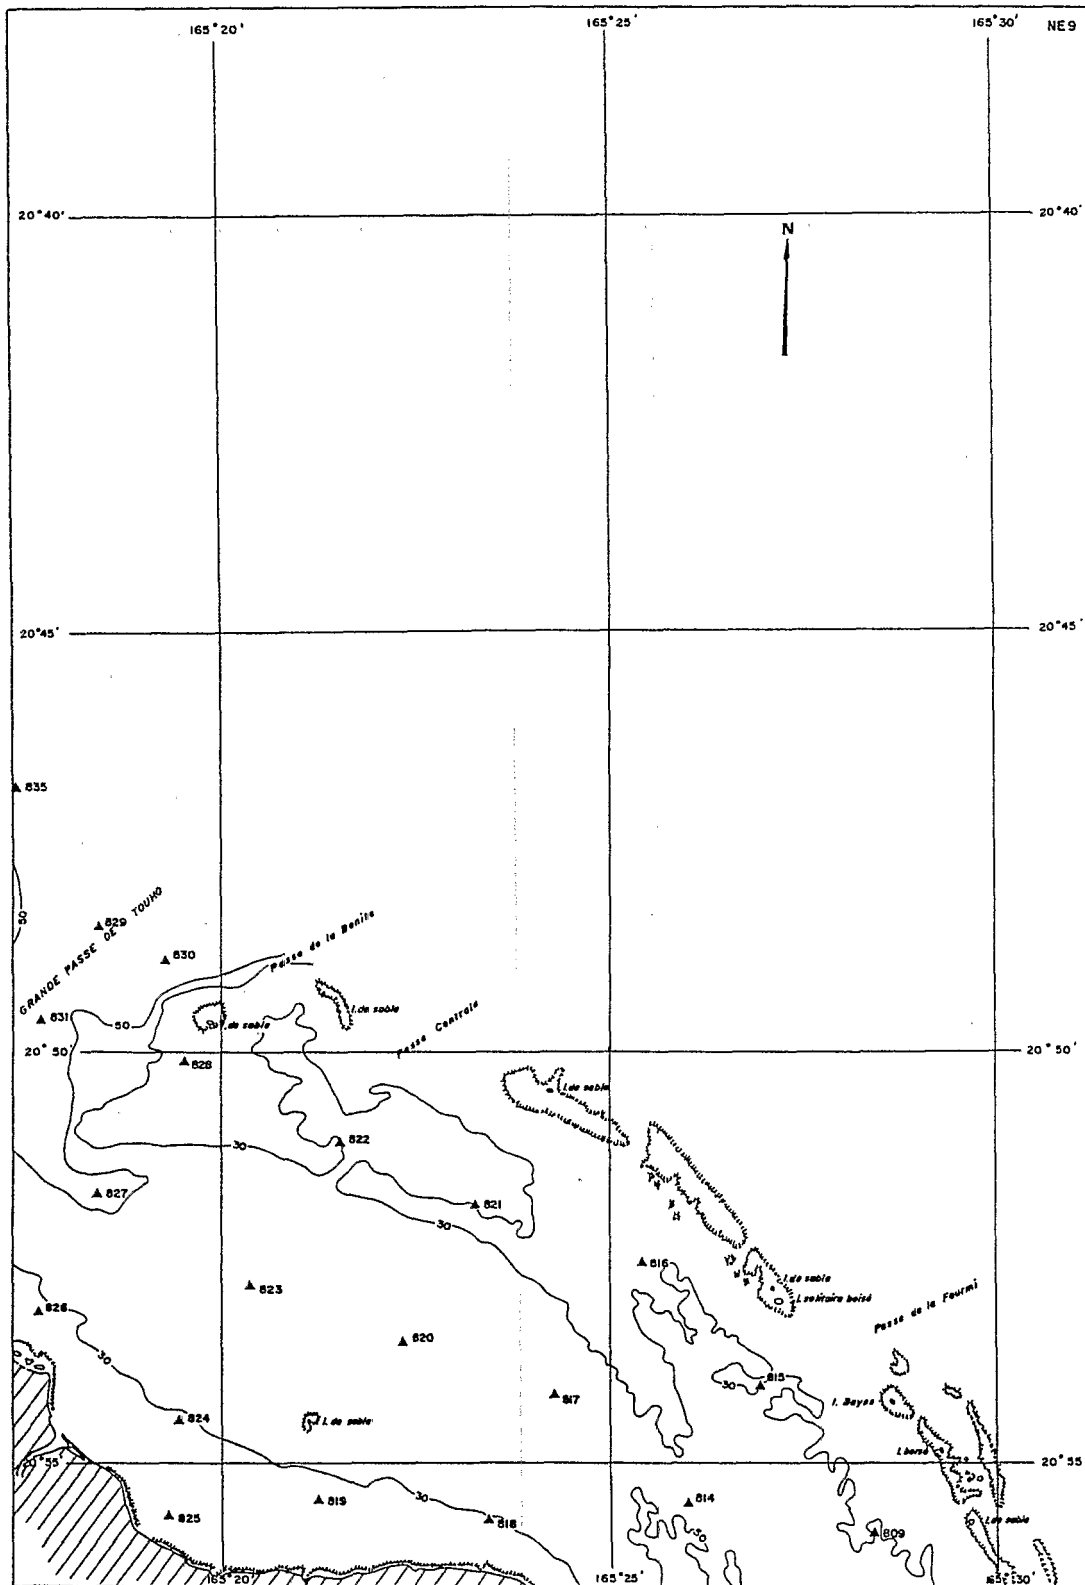 165°20'
165°25'
165°30'
NE9
20°40'
20°40'
N
20°45'
20°45'
835
50
829
GRANDE PASSE DE TOUHO
830
Passe de la Bonite
831
50
I. de sable
I. de sable
Passe Centrale
20°50'
20°50'
828
I. de sable
30
822
827
821
30
816
823
I. de sable
I. solitaire boisé
826
Passe de la Fourmi
820
30
815
30
817
I. Bayes
824
I. de sable
I. boisé
20°55'
20°55'
819
30
814
825
818
50
809
I. de sable
165°20'
165°25'
165°30'